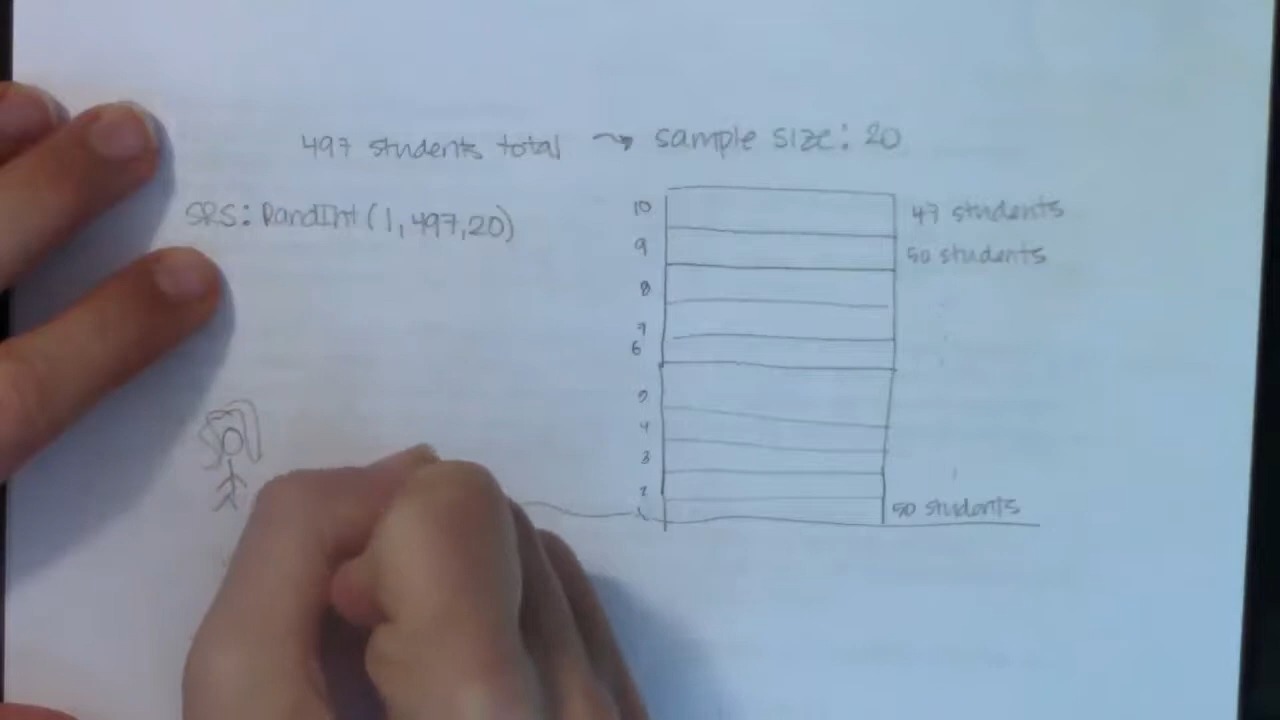 497 students total → sample size: 20
SRS: RandInt (1,497,20)
10 47 students
9 50 students
8
7
6
5
4
3
2
1 50 students